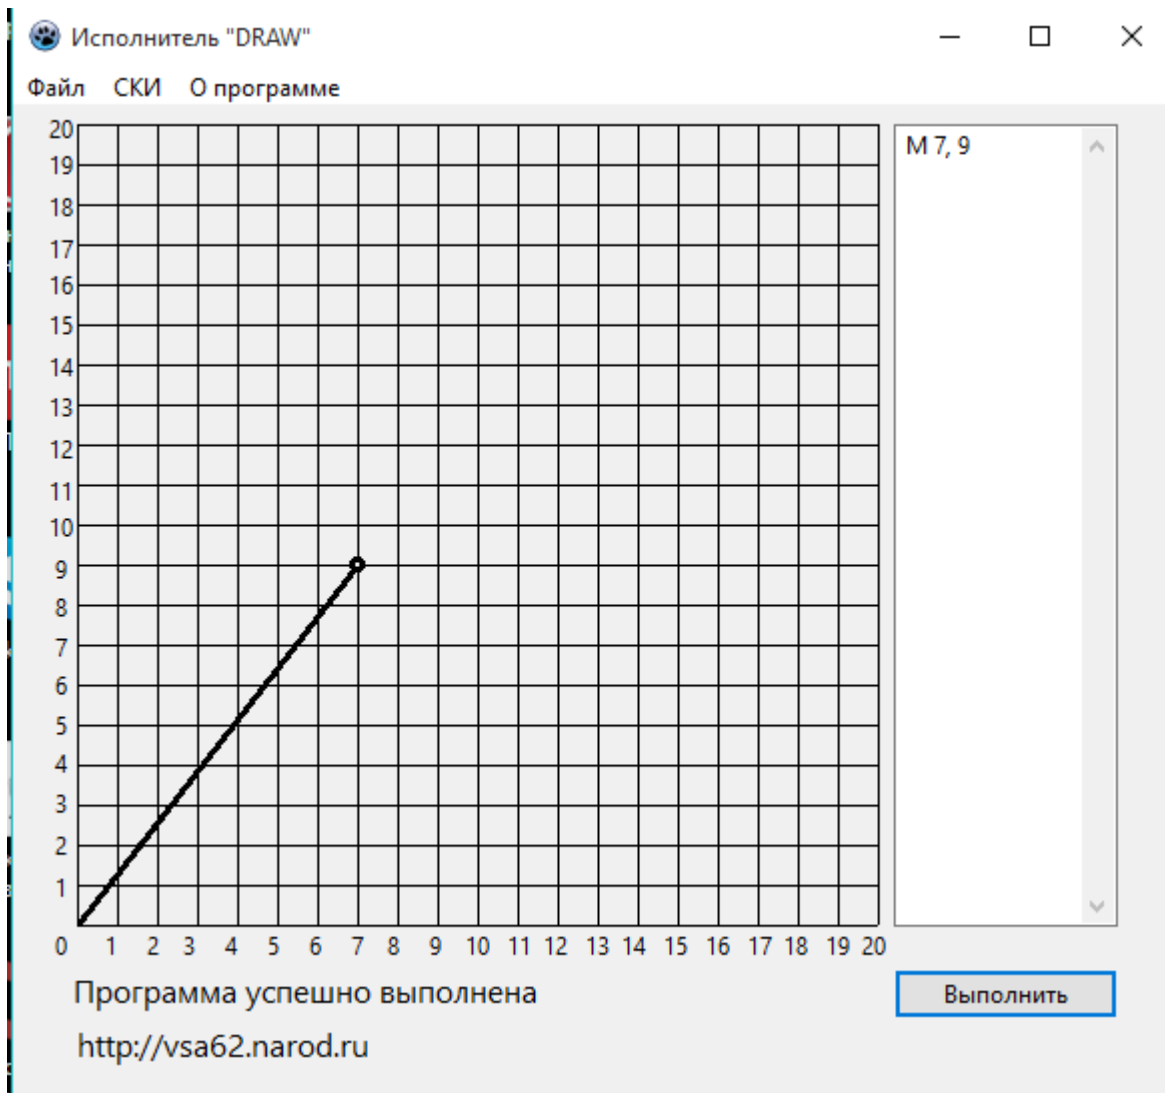 Исполнитель "DRAW"
Файл СКИ О программе
M 7, 9
20
19
18
17
16
15
14
13
12
11
10
9
8
7
6
5
4
3
2
1
0 1 2 3 4 5 6 7 8 9 10 11 12 13 14 15 16 17 18 19 20
Программа успешно выполнена
Выполнить
http://vsa62.narod.ru